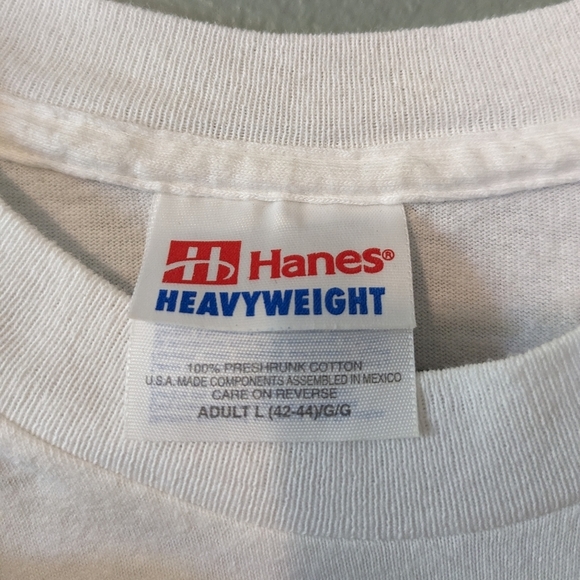 H Hanes®
HEAVYWEIGHT
100% PRESHRUNK COTTON
U.S.A. MADE COMPONENTS ASSEMBLED IN MEXICO
CARE ON REVERSE
ADULT L (42-44)/G/G